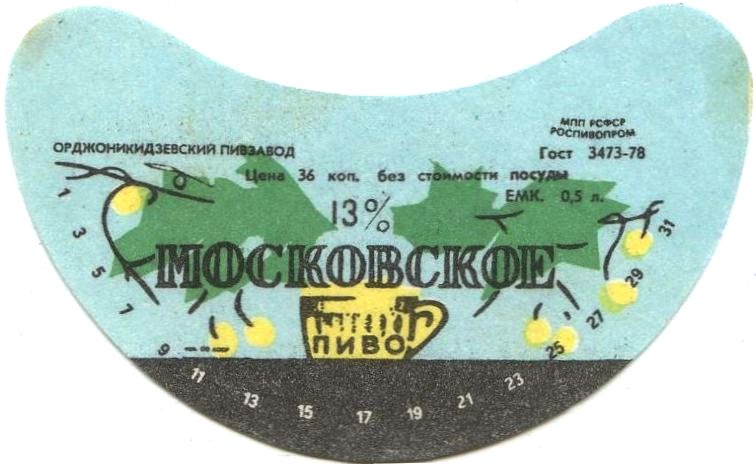 МПП РСФСР
РОСПИВОПРОМ
ОРДЖОНИКИДЗЕВСКИЙ ПИВЗАВОД
Гост 3473-78
Цена 36 коп. без стоимости посуды
ЕМК. 0,5 л.
13%
МОСКОВСКОЕ
ПИВО
1 3 5 7 9 11 13 15 17 19 21 23 25 27 29 31